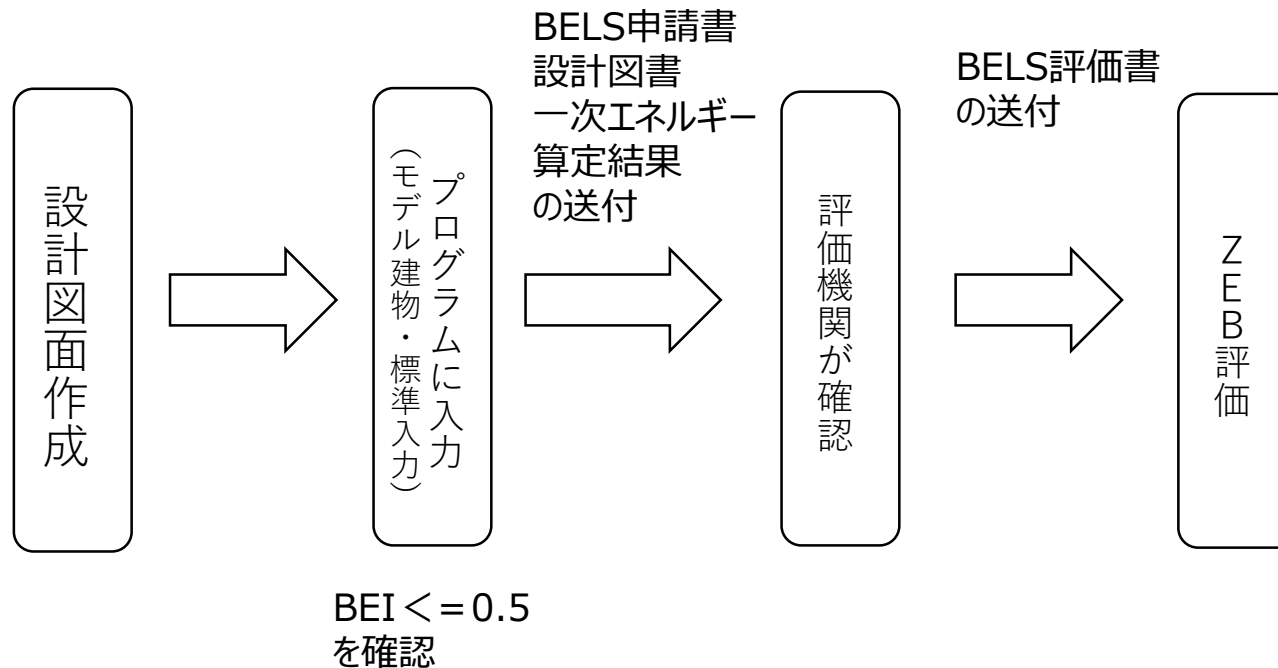 設計図面作成
プログラムに入力
（モデル建物・標準入力）
BEI＜＝0.5
を確認
BELS申請書
設計図書
一次エネルギー
算定結果
の送付
評価機関が確認
BELS評価書
の送付
ZEB評価